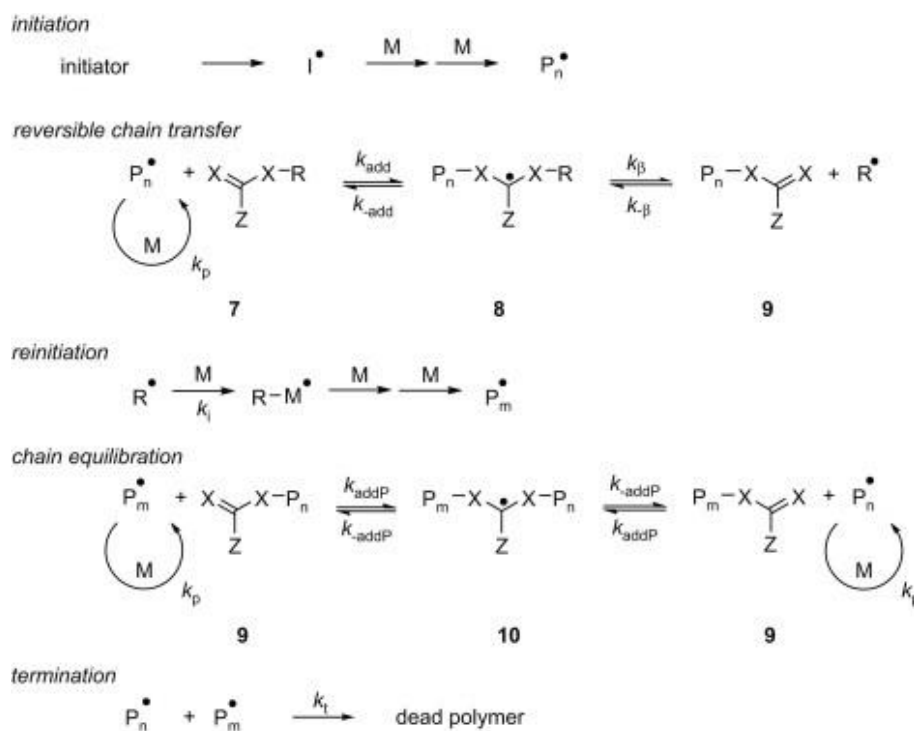 initiation
initiator I• M M Pn•
reversible chain transfer
Pn• + X X–R kadd k-add Pn–X X–R kβ k-β Pn–X X + R•
Z Z Z
M kp
7 8 9
reinitiation
R• M ki R–M• M M Pm•
chain equilibration
Pm• + X X–Pn kaddP k-addP Pm–X X–Pn k-addP kaddP Pm–X X + Pn•
Z Z Z
M kp M
9 10 9
termination
Pn• + Pm• kt dead polymer